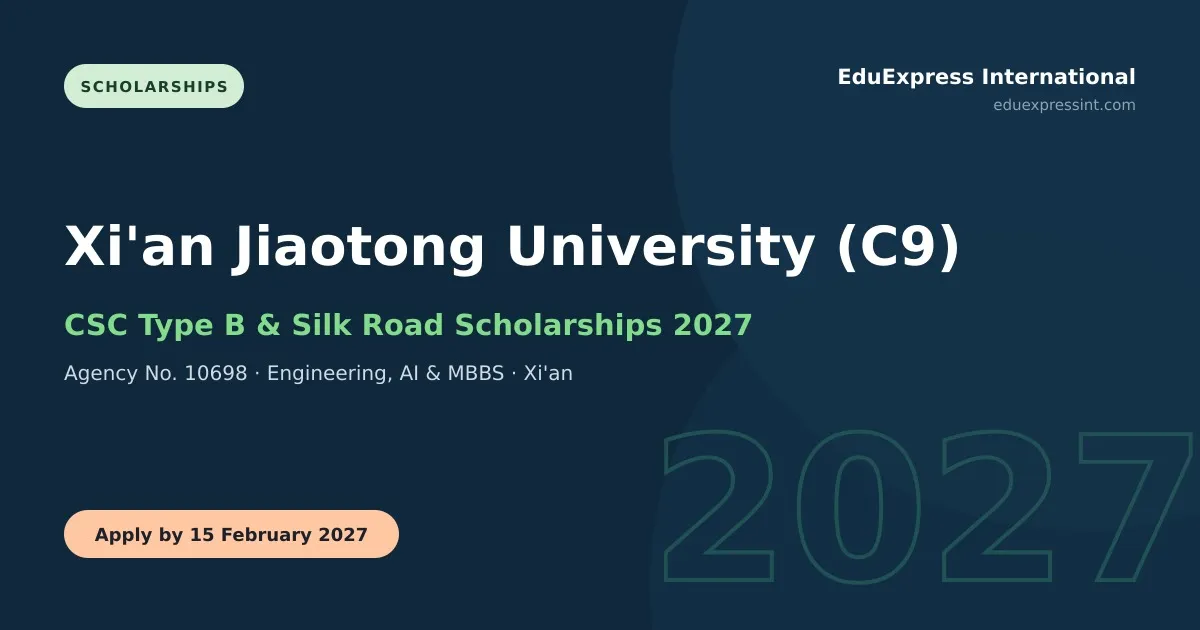 SCHOLARSHIPS
EduExpress International
eduexpressint.com
Xi'an Jiaotong University (C9)
CSC Type B & Silk Road Scholarships 2027
Agency No. 10698 · Engineering, AI & MBBS · Xi'an
Apply by 15 February 2027
2027